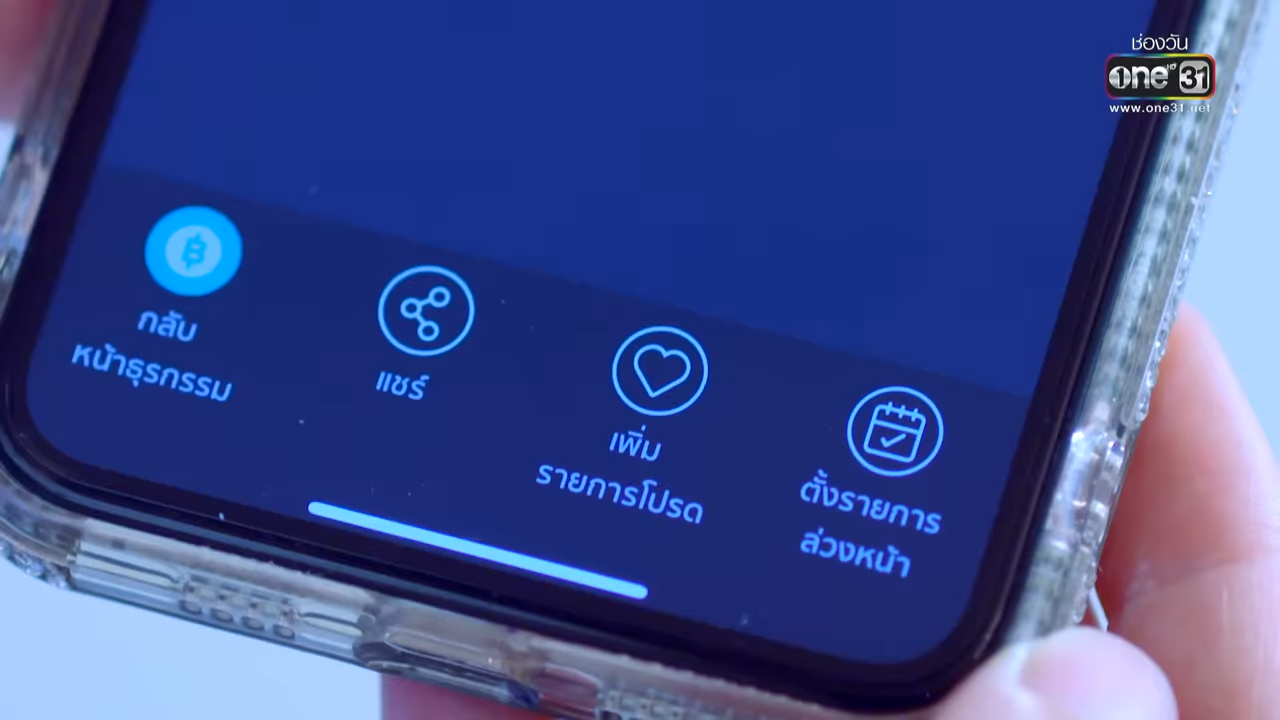 ช่องวัน
one HD 31
www.one31.net
กลับ
หน้าธุรกรรม
แชร์
เพิ่ม
รายการโปรด
ตั้งรายการ
ล่วงหน้า